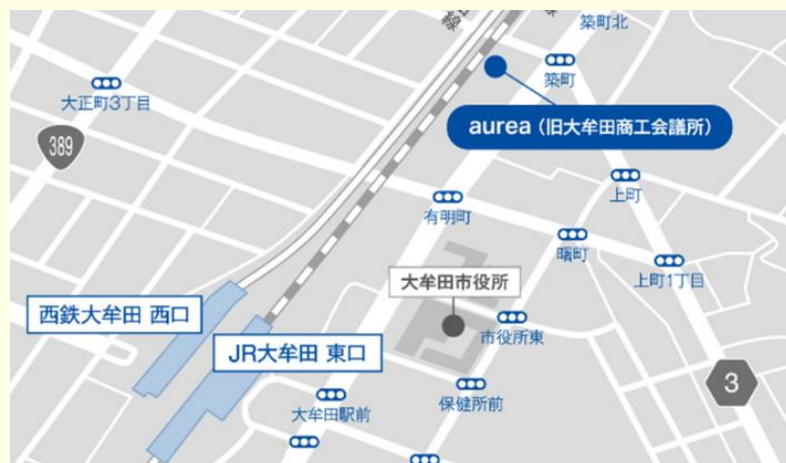 線
線
築町北
築町
大正町3丁目
aurea（旧大牟田商工会議所）
389
有明町
上町
曙町
上町1丁目
大牟田市役所
西鉄大牟田 西口
市役所東
JR大牟田 東口
3
大牟田駅前
保健所前